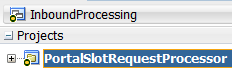 InboundProcessing
Projects
PortalSlotRequestProcessor